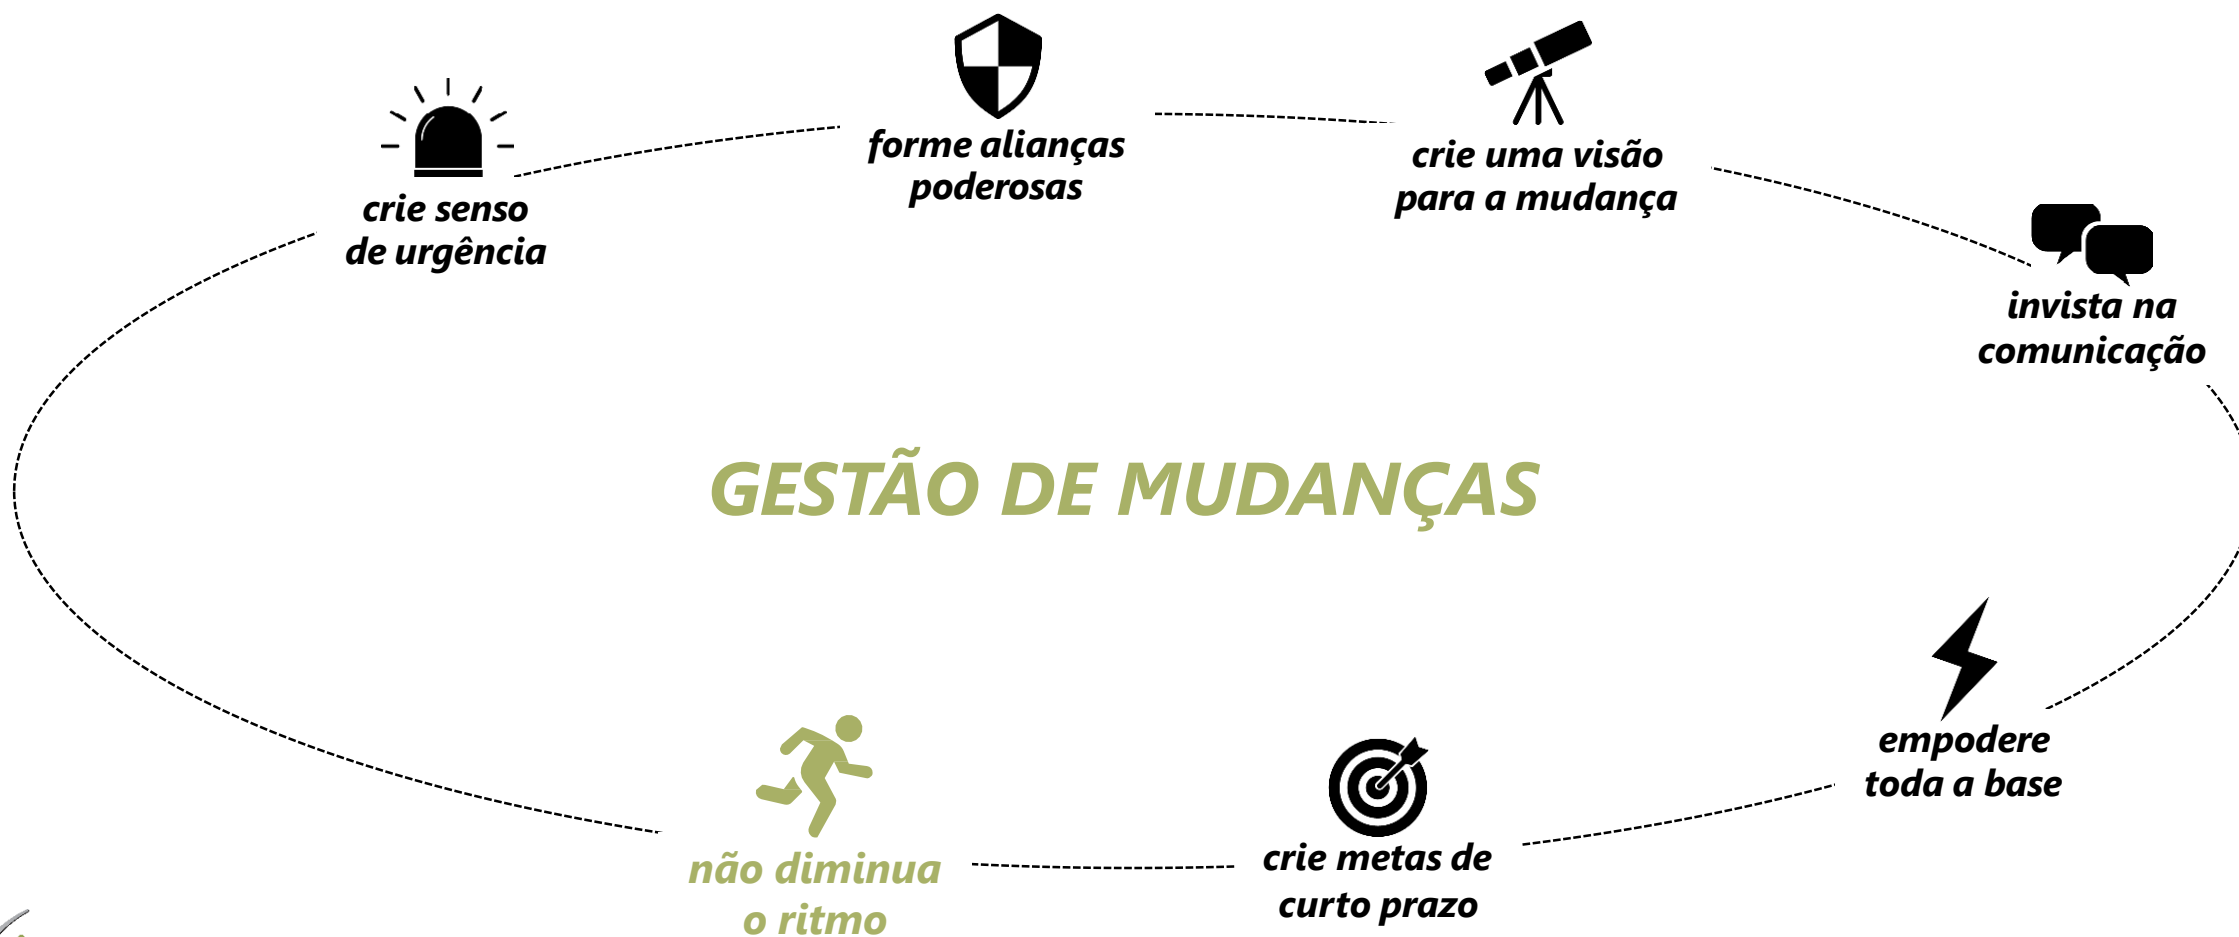 forme alianças
poderosas
crie uma visão
para a mudança
crie senso
de urgência
invista na
comunicação
GESTÃO DE MUDANÇAS
empodere
toda a base
crie metas de
curto prazo
não diminua
o ritmo